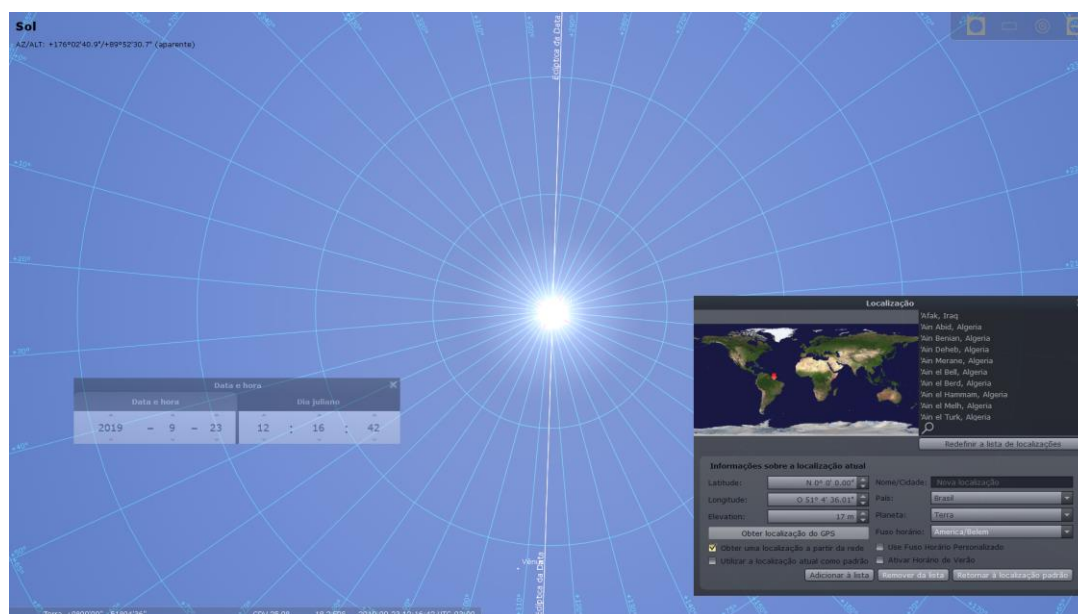 Sol
AZ/ALT: +176°02'40.9"/+89°52'30.7" (aparente)
Eclíptica da Data
Localização
'Afak, Iraq
'Ain Abid, Algeria
'Ain Benian, Algeria
'Ain Deheb, Algeria
'Ain Merane, Algeria
'Ain el Bell, Algeria
'Ain el Berd, Algeria
'Ain el Hammam, Algeria
'Ain el Melh, Algeria
'Ain el Turk, Algeria
Redefinir a lista de localizações
Data e hora
Data e hora Dia juliano
2019 - 9 - 23 12 : 16 : 42
Informações sobre a localização atual
Latitude: N 0° 0' 0.00" Nome/Cidade: Nova localização
Longitude: O 51° 4' 36.01" País: Brasil
Elevation: 17 m Planeta: Terra
Obter localização do GPS Fuso horário: America/Belem
Obter uma localização a partir da rede Use Fuso Horário Personalizado
Utilizar a localização atual como padrão Ativar Horário de Verão
Adicionar à lista Remover da lista Retornar à localização padrão
Vênus
Eclíptica da Data